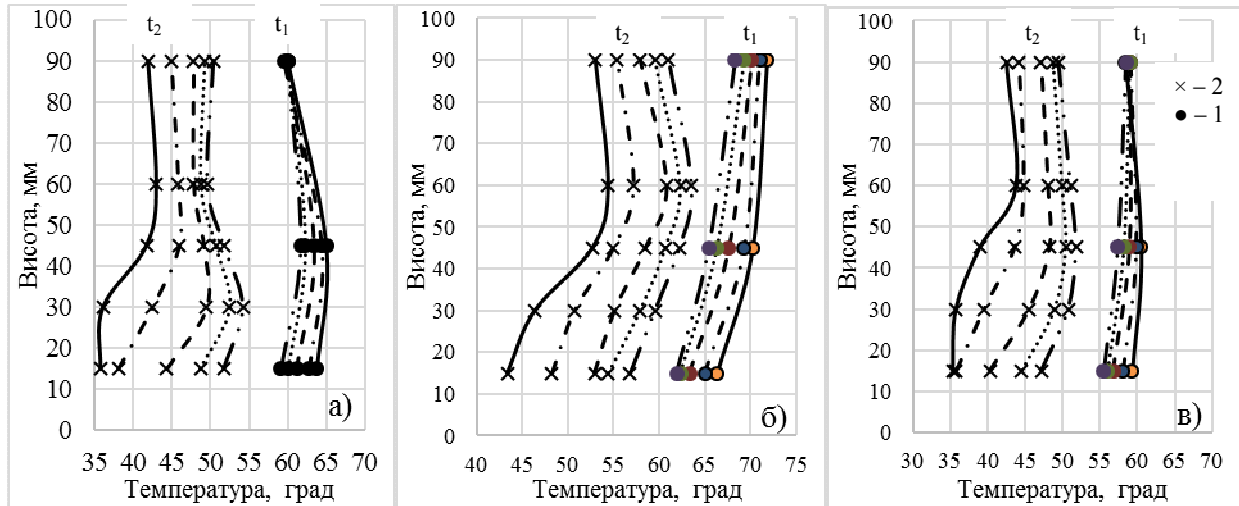 t₂ t₁
100
90
80
70
60
50
40
30
20
10
0
Висота, мм
35 40 45 50 55 60 65 70
Температура, град
а)
t₂ t₁
100
90
80
70
60
50
40
30
20
10
0
Висота, мм
40 45 50 55 60 65 70 75
Температура, град
б)
t₂ t₁
100
90
80
70
60
50
40
30
20
10
0
Висота, мм
30 35 40 45 50 55 60 65 70
Температура, град
в)
× – 2
● – 1